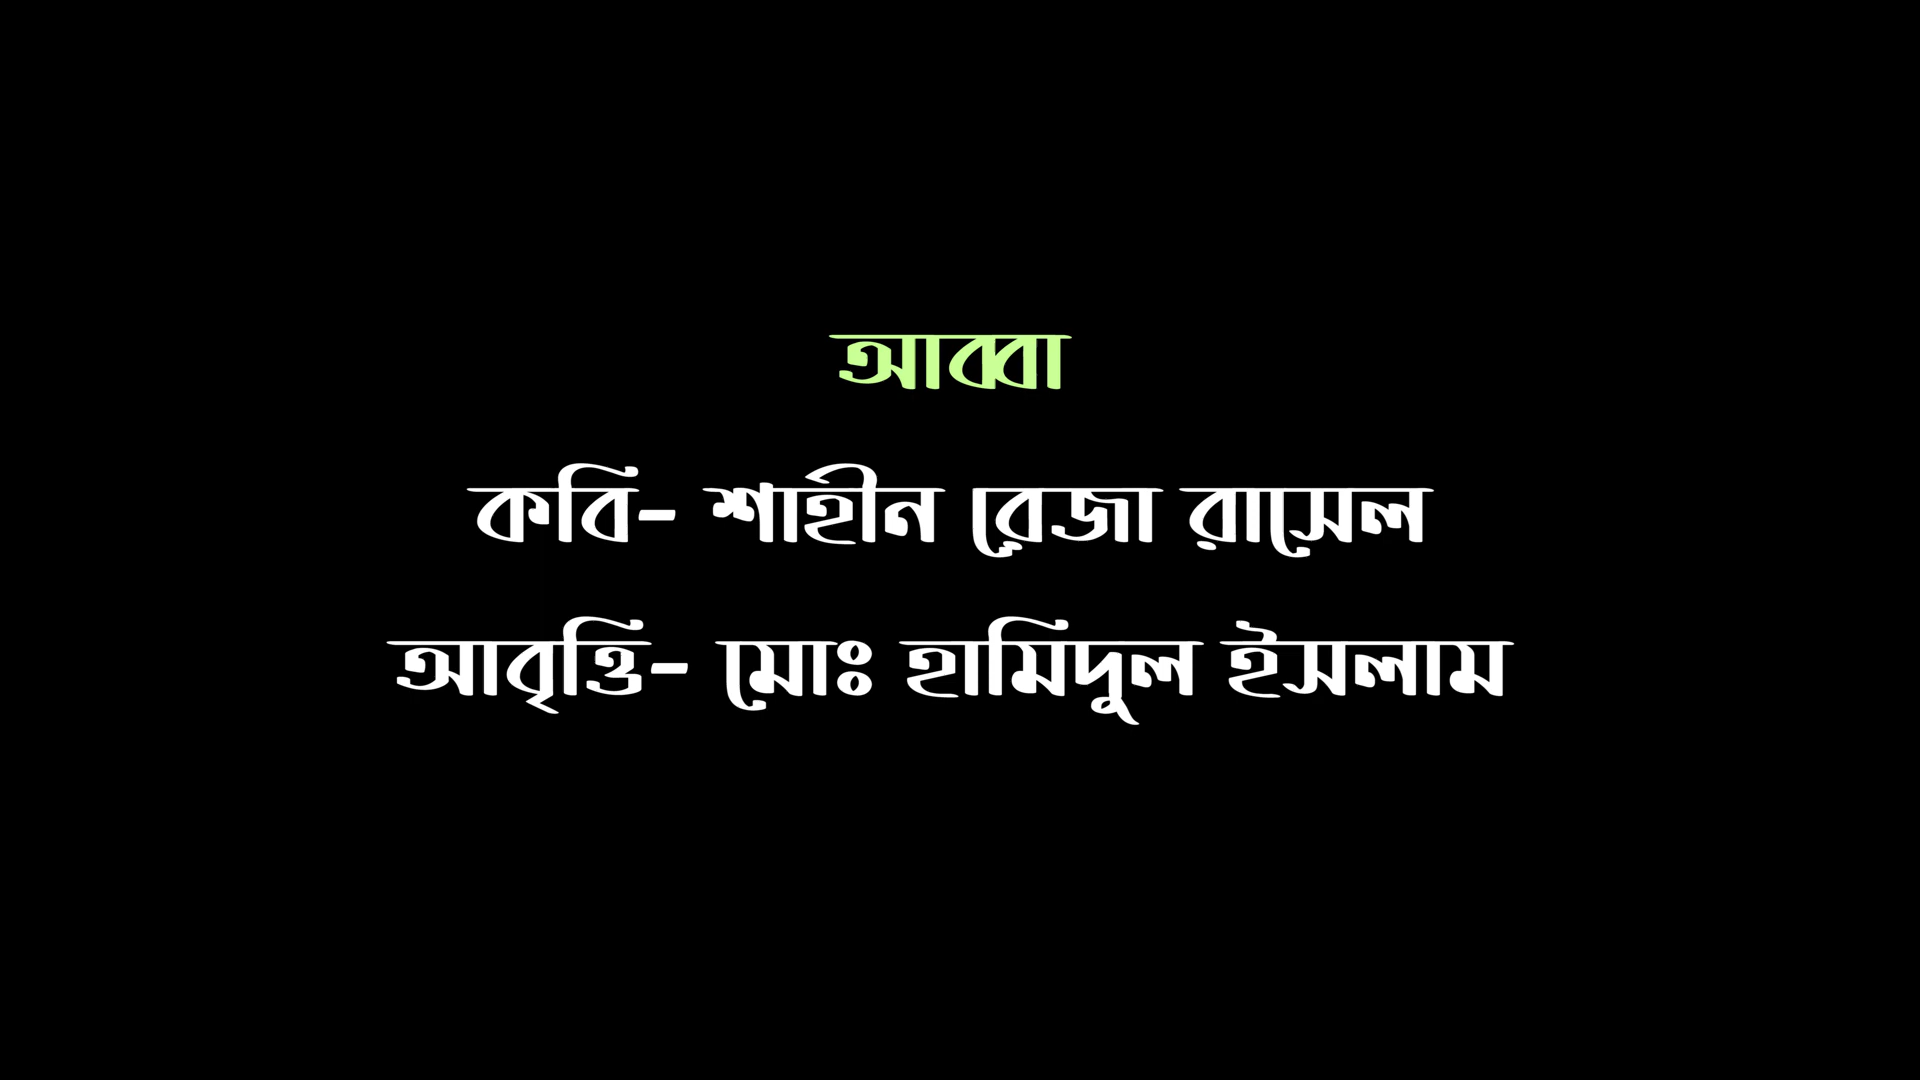 আব্বা
কবি- শাহীন রেজা রাসেল
আবৃত্তি- মোঃ হামিদুল ইসলাম